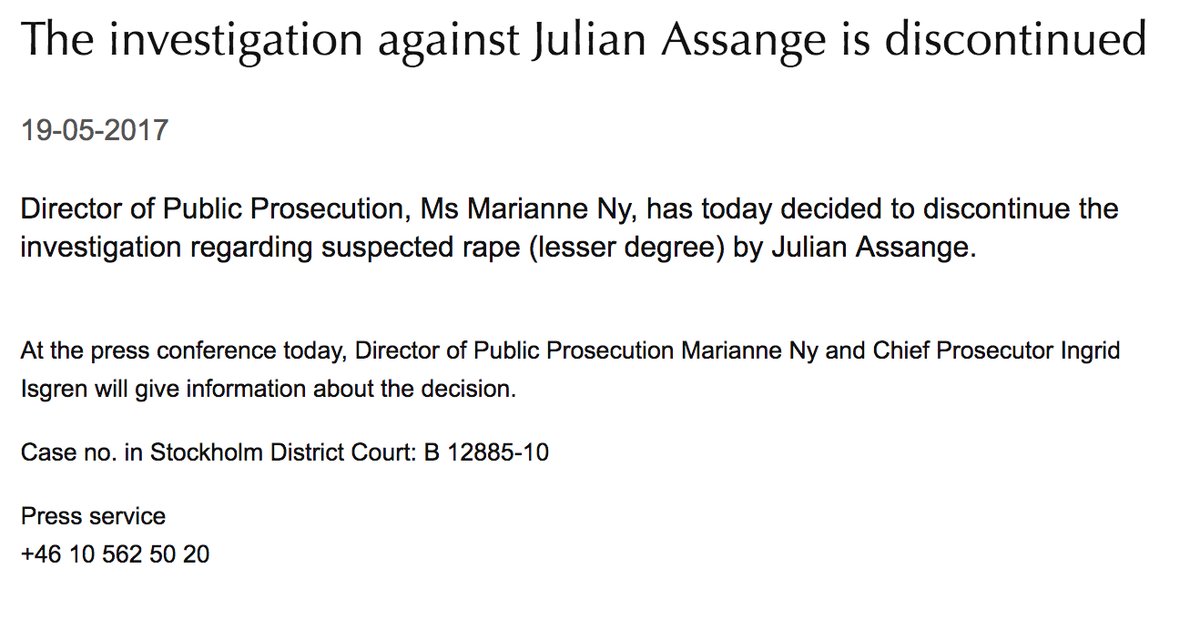 The investigation against Julian Assange is discontinued
19-05-2017
Director of Public Prosecution, Ms Marianne Ny, has today decided to discontinue the
investigation regarding suspected rape (lesser degree) by Julian Assange.
At the press conference today, Director of Public Prosecution Marianne Ny and Chief Prosecutor Ingrid
Isgren will give information about the decision.
Case no. in Stockholm District Court: B 12885-10
Press service
+46 10 562 50 20